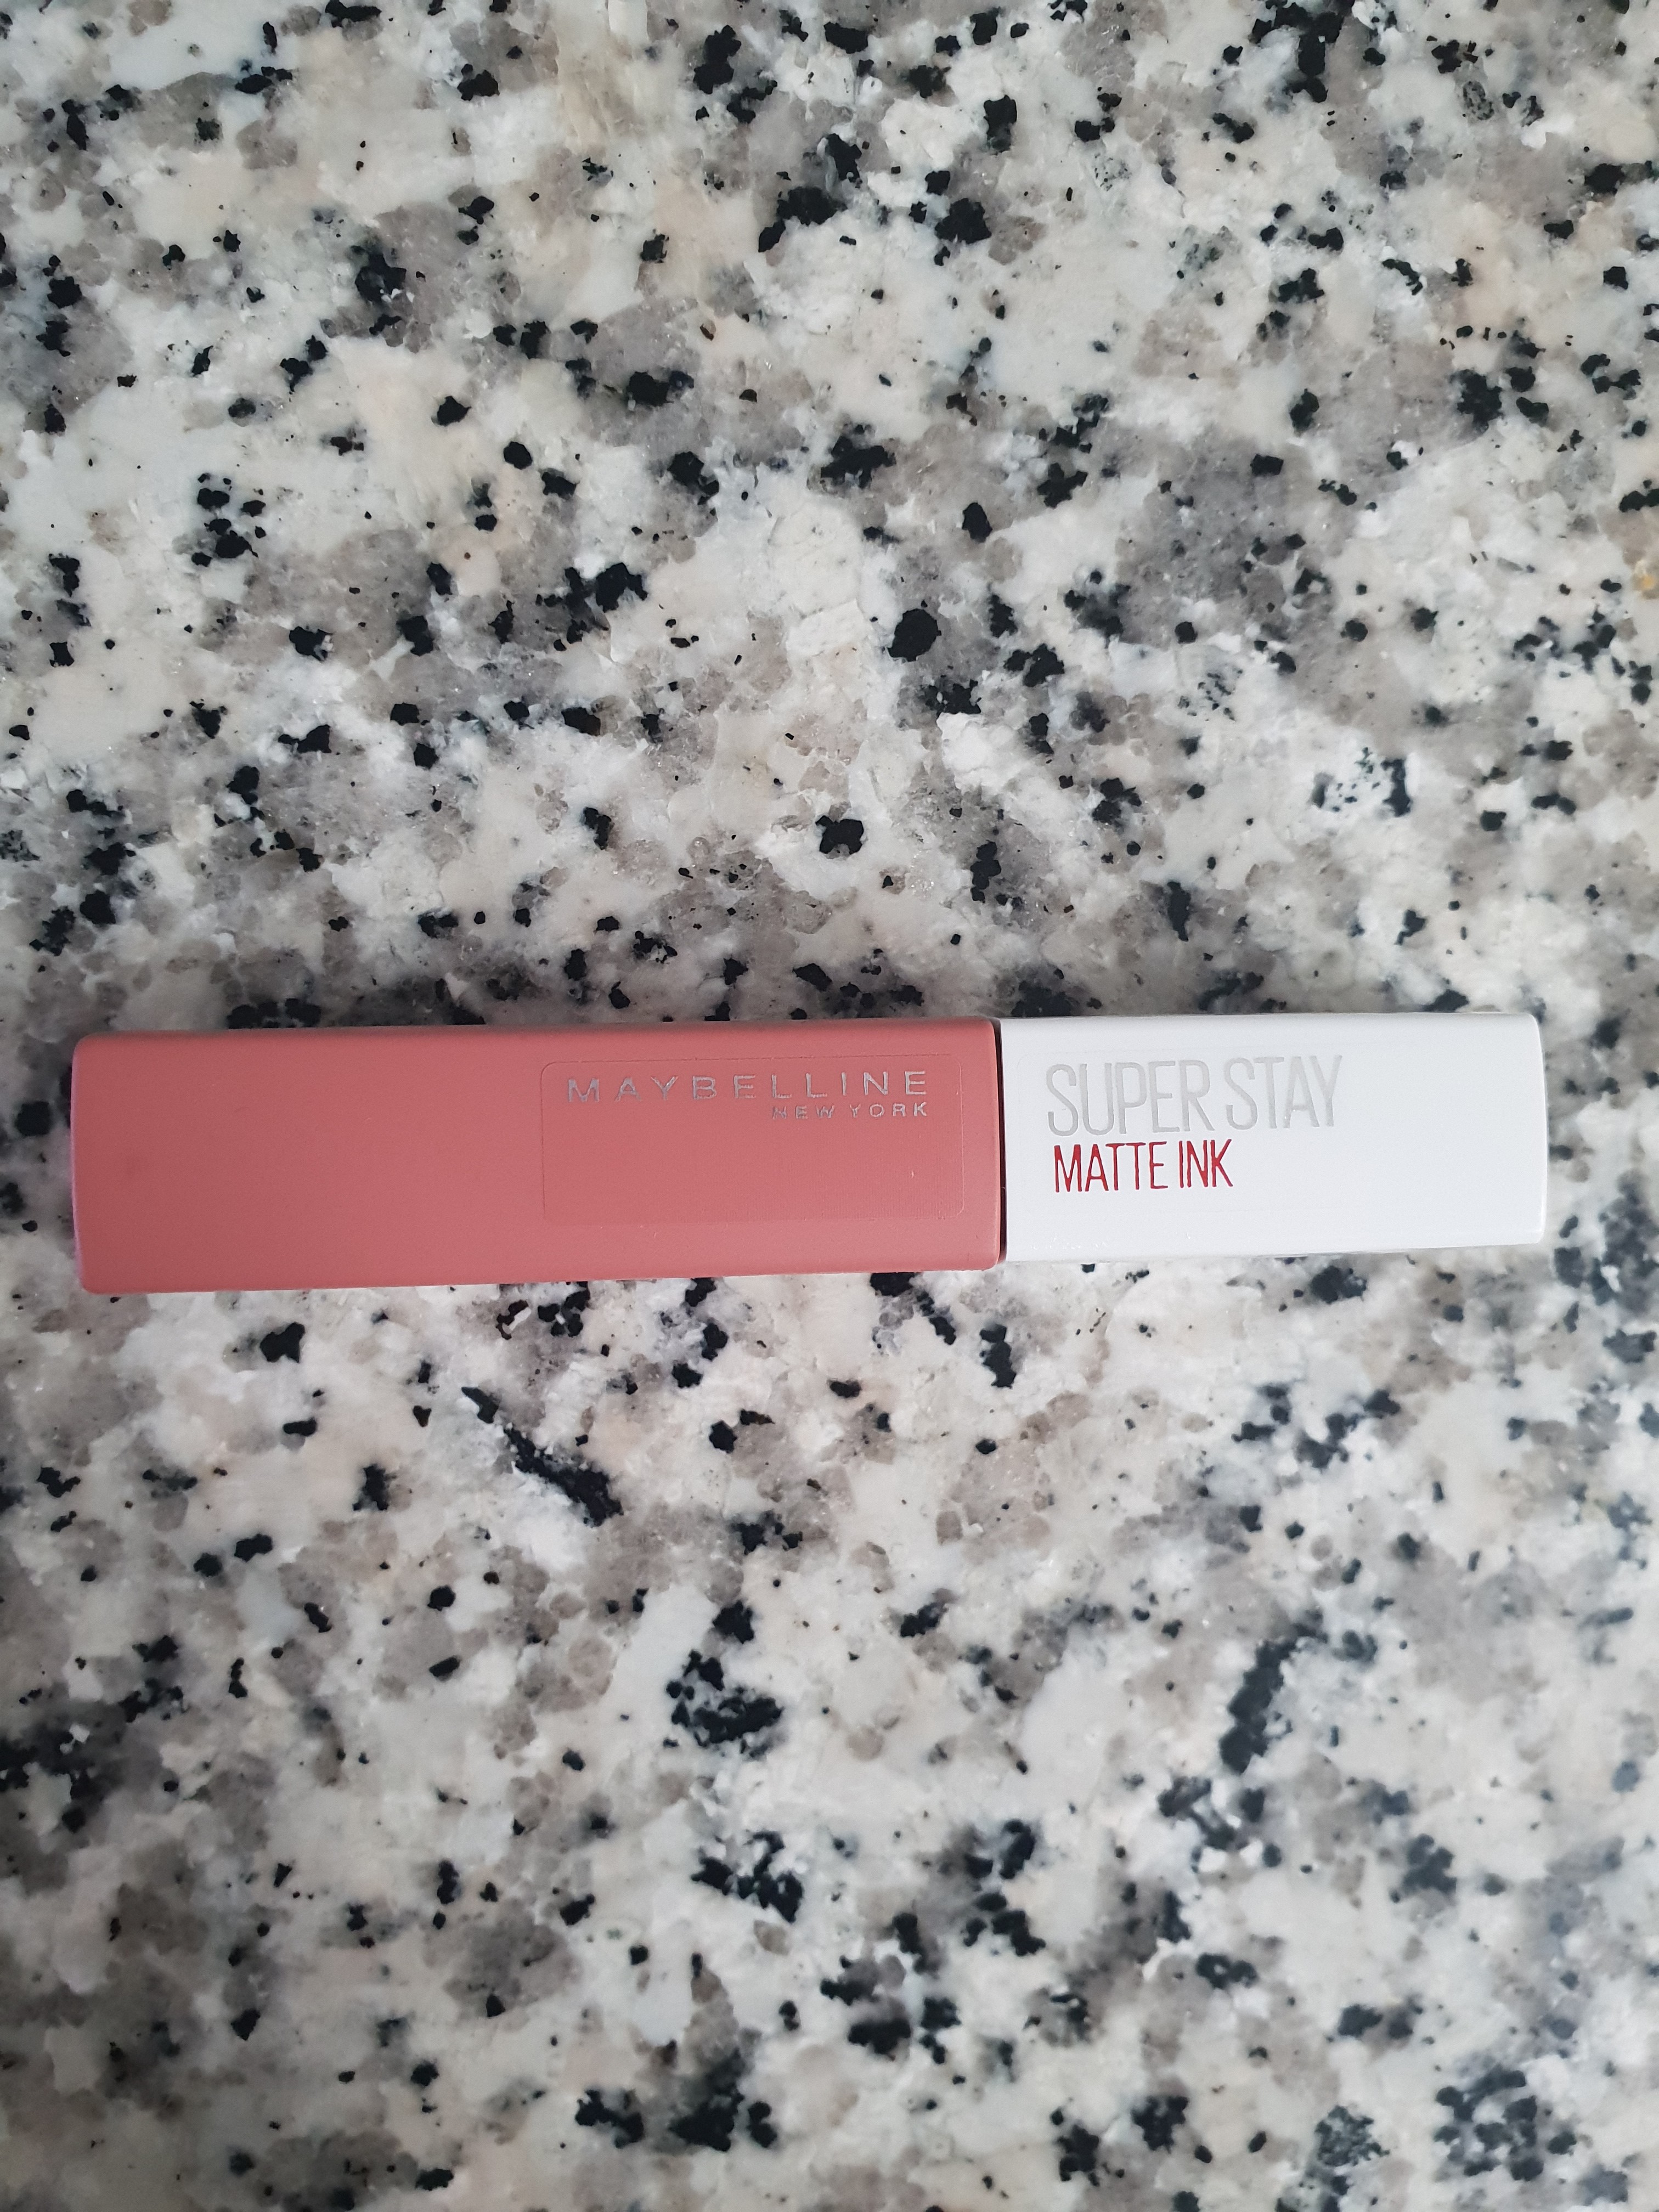 MAYBELLINE
NEW YORK
SUPER STAY
MATTE INK